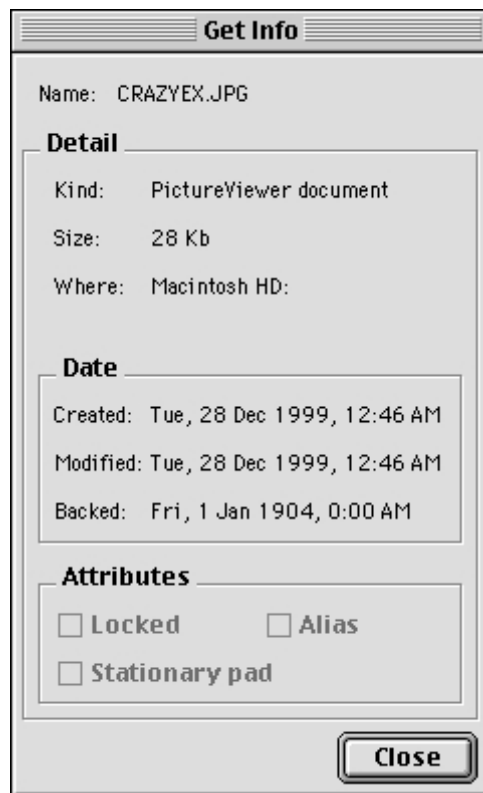 Get Info
Name: CRAZYEX.JPG
Detail
Kind: PictureViewer document
Size: 28 Kb
Where: Macintosh HD:
Date
Created: Tue, 28 Dec 1999, 12:46 AM
Modified: Tue, 28 Dec 1999, 12:46 AM
Backed: Fri, 1 Jan 1904, 0:00 AM
Attributes
Locked Alias
Stationary pad
Close